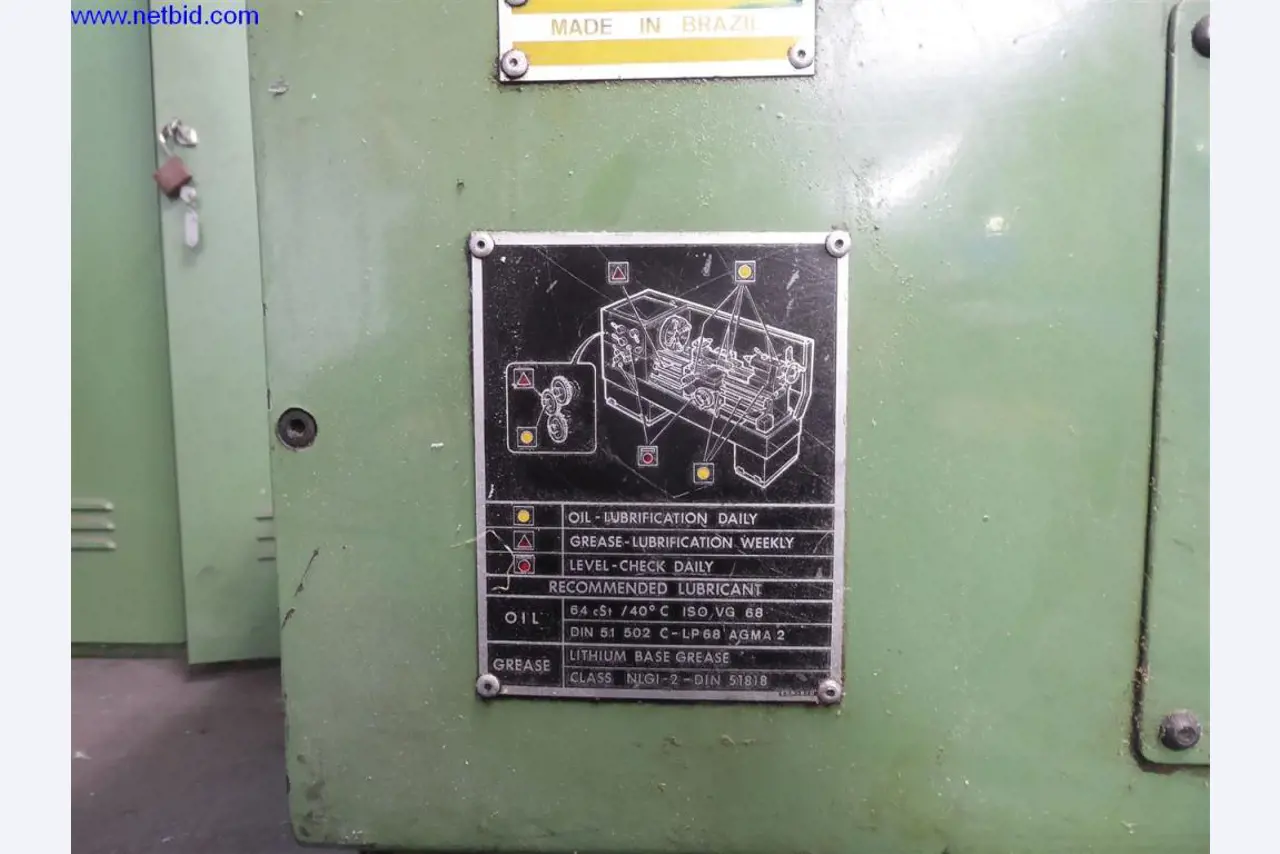 www.netbid.com
MADE IN BRAZIL
OIL-LUBRIFICATION DAILY
GREASE-LUBRIFICATION WEEKLY
LEVEL-CHECK DAILY
RECOMMENDED LUBRICANT
OIL
64 cSt /40°C ISO VG 68
DIN 51 502 C-LP68 AGMA 2
GREASE
LITHIUM BASE GREASE
CLASS NLGI-2-DIN 51818